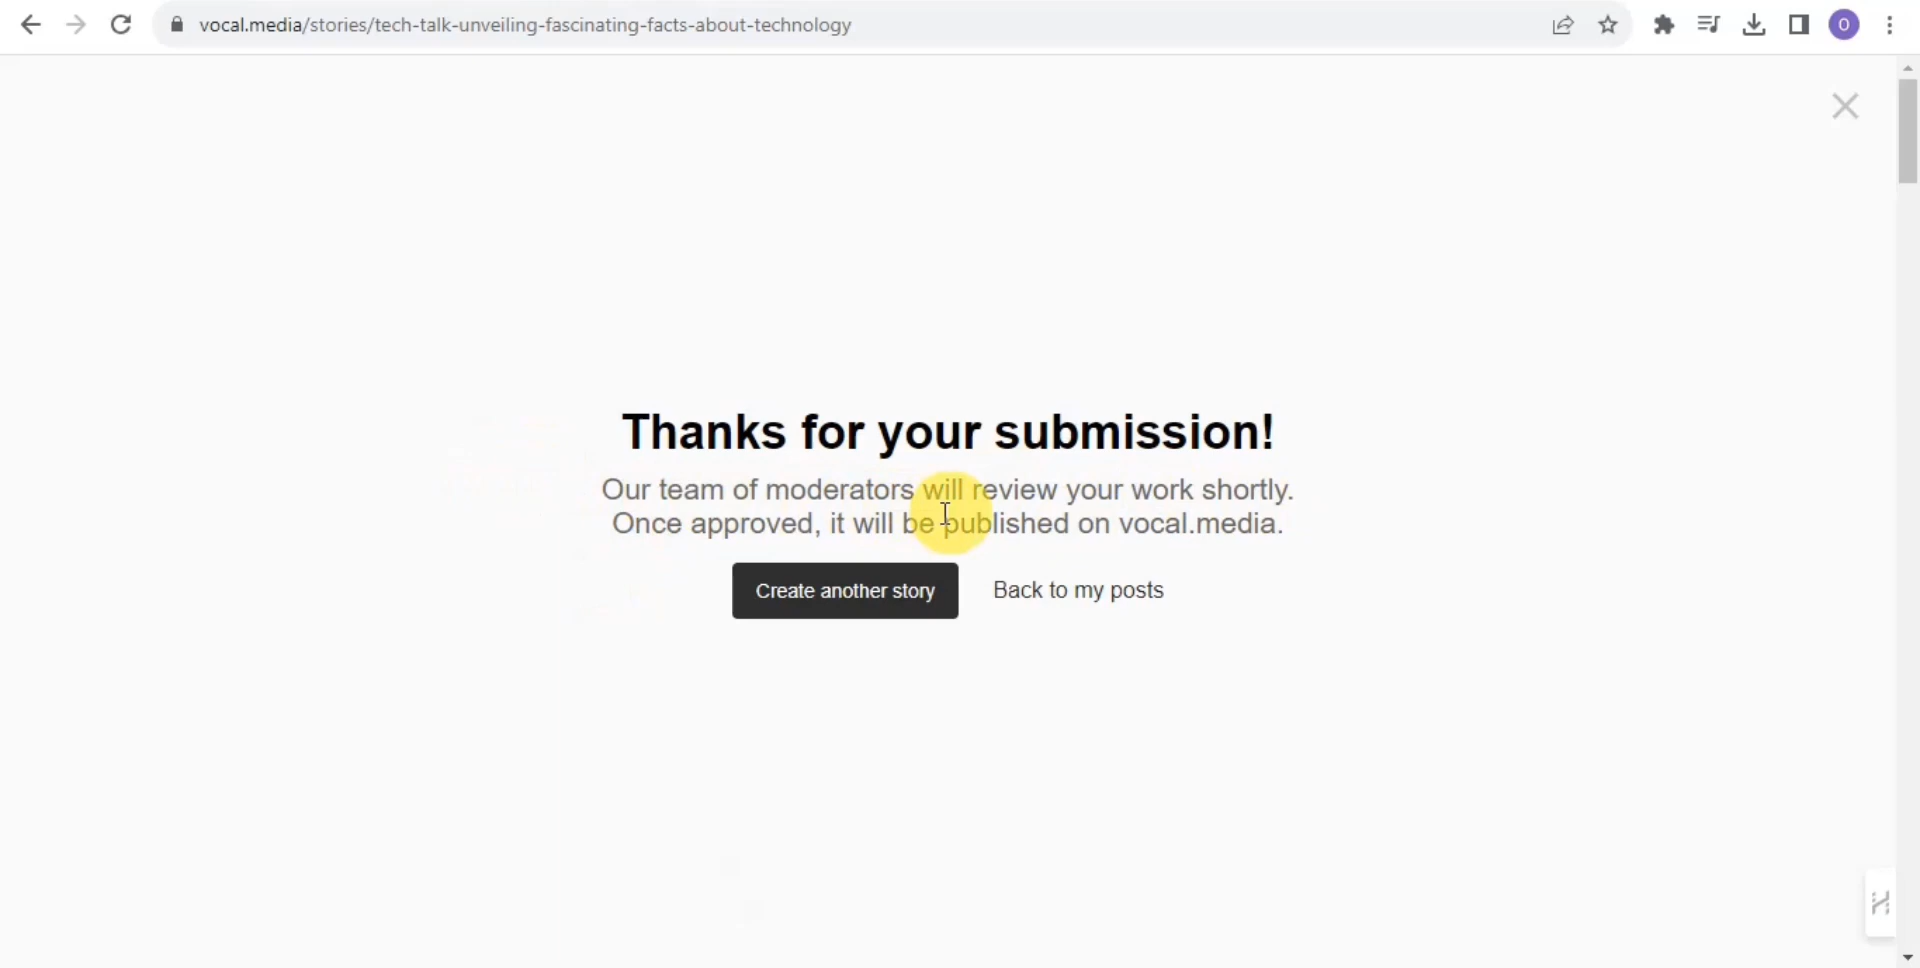 vocal.media/stories/tech-talk-unveiling-fascinating-facts-about-technology
O
Thanks for your submission!
Our team of moderators will review your work shortly.
Once approved, it will be published on vocal.media.
Create another story
Back to my posts